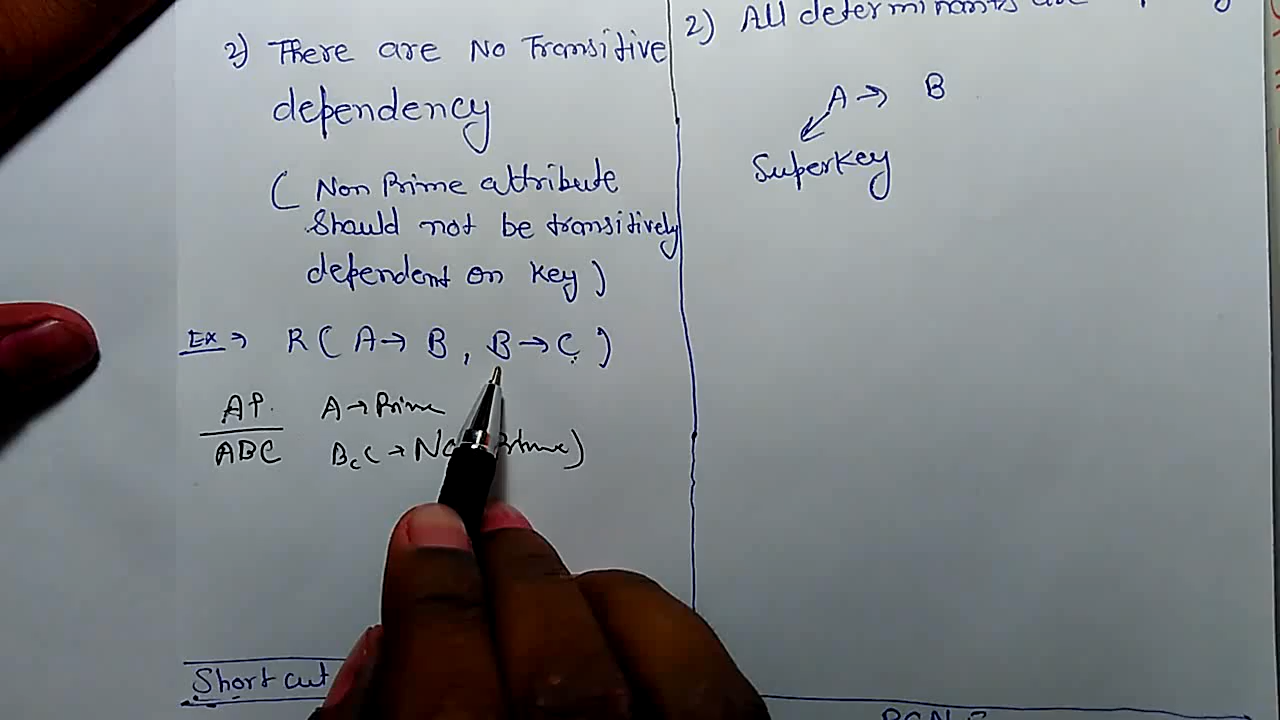 2) There are No Transitive
dependency
( Non Prime attribute
Should not be transitively
dependent on key )
Ex → R ( A → B , B → C )
A+
ABC
A → Prime
B, C →
Short cut
2) All determinants are
A → B
Superkey